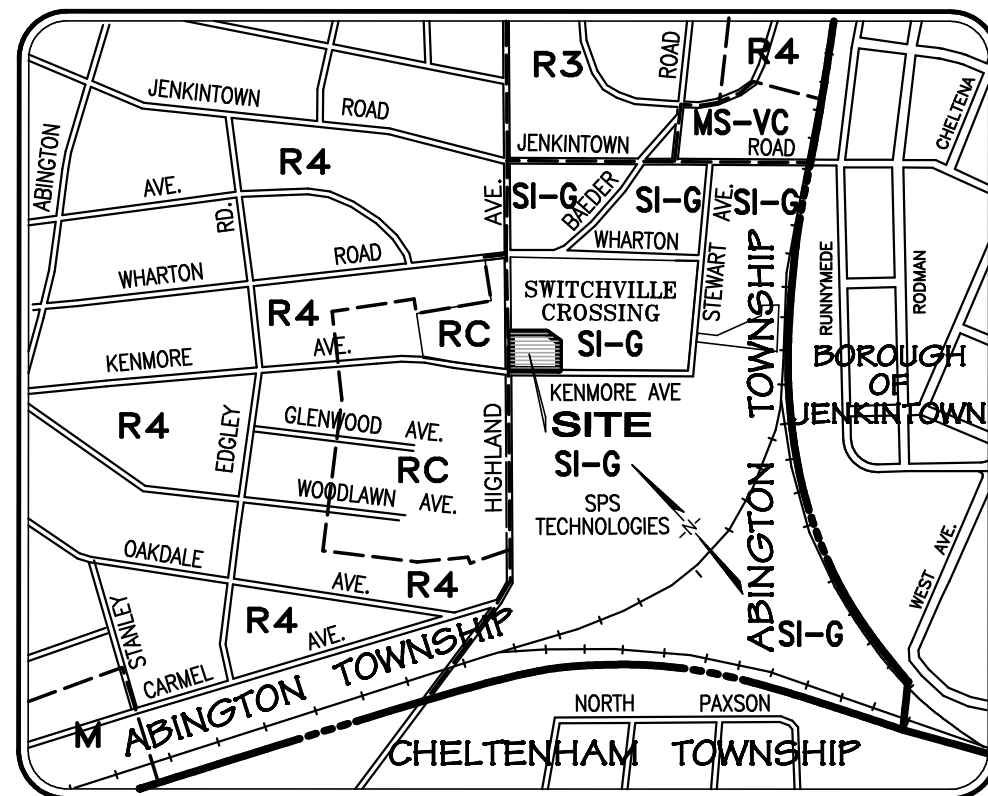 R3
ROAD
R4
JENKINTOWN
ROAD
MS-VC
CHELTENA
ABINGTON
R4
JENKINTOWN
ROAD
AVE.
RD.
AVE.
SI-G
BAEDER
SI-G
AVE.
SI-G
WHARTON
WHARTON
ROAD
STEWART
ABINGTON TOWNSHIP
RUNNYMEDE
RODMAN
SWITCHVILLE
CROSSING
R4
RC
SI-G
KENMORE
AVE.
BOROUGH
OF
JENKINTOWN
KENMORE AVE
R4
EDGLEY
GLENWOOD
AVE.
HIGHLAND
SITE
RC
SI-G
WOODLAWN
AVE.
SPS
TECHNOLOGIES
N
OAKDALE
AVE.
R4
WEST AVE.
STANLEY
R4
AVE.
SI-G
CARMEL
ABINGTON TOWNSHIP
M
NORTH
PAXSON
CHELTENHAM TOWNSHIP